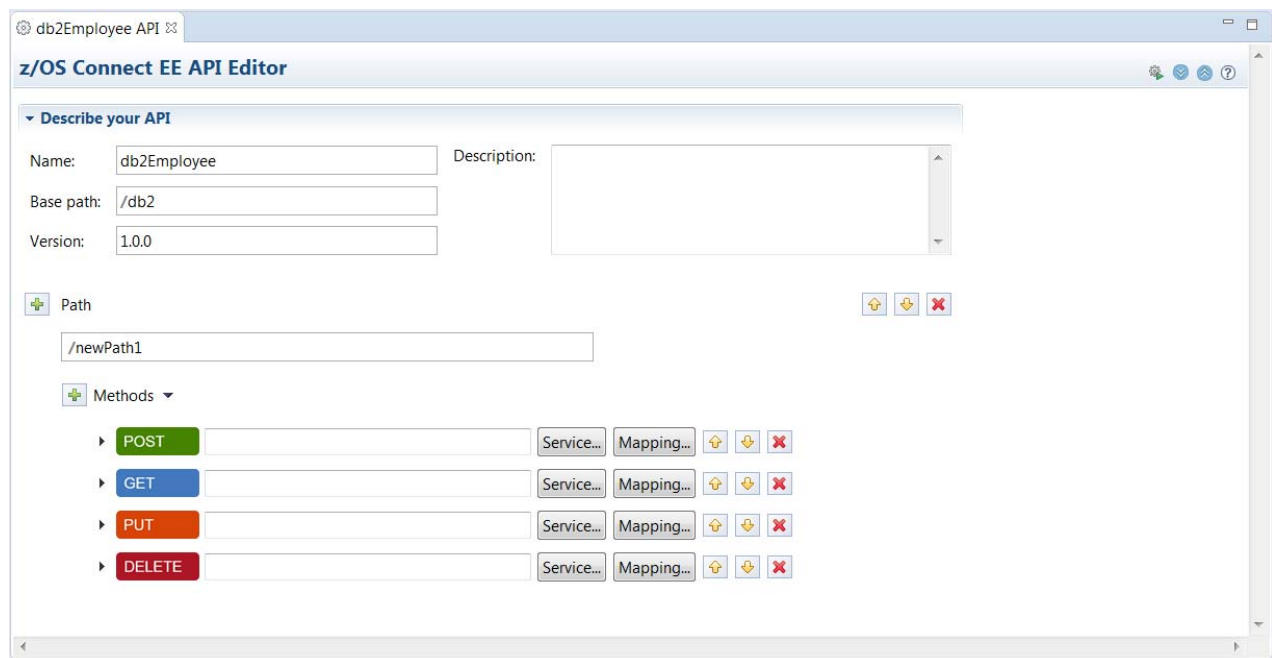 db2Employee API
z/OS Connect EE API Editor
Describe your API
Name: db2Employee Description:
Base path: /db2
Version: 1.0.0
Path
/newPath1
Methods
POST Service... Mapping...
GET Service... Mapping...
PUT Service... Mapping...
DELETE Service... Mapping...